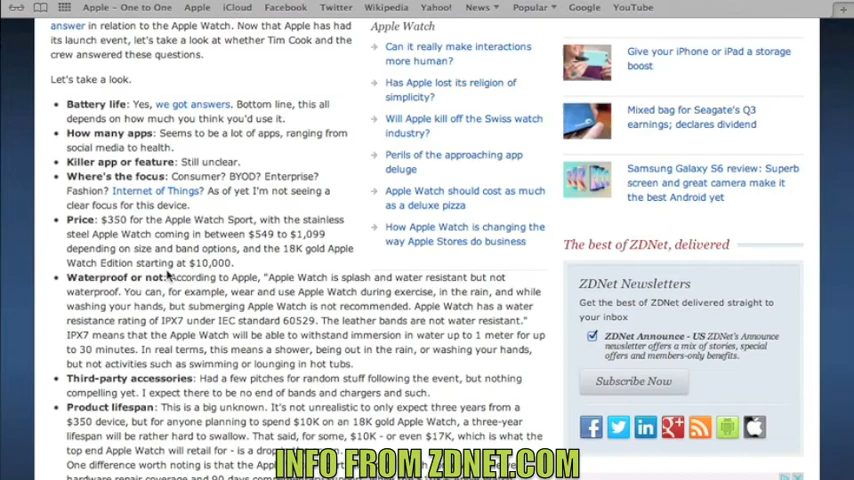 Apple - One to One Apple iCloud Facebook Twitter Wikipedia Yahoo! News Popular Google YouTube
answer in relation to the Apple Watch. Now that Apple has had
its launch event, let's take a look at whether Tim Cook and the
crew answered these questions.
Let's take a look.
Battery life: Yes, we got answers. Bottom line, this all
depends on how much you think you'd use it.
How many apps: Seems to be a lot of apps, ranging from
social media to health.
Killer app or feature: Still unclear.
Where's the focus: Consumer? BYOD? Enterprise?
Fashion? Internet of Things? As of yet I'm not seeing a
clear focus for this device.
Price: $350 for the Apple Watch Sport, with the stainless
steel Apple Watch coming in between $549 to $1,099
depending on size and band options, and the 18K gold Apple
Watch Edition starting at $10,000.
Waterproof or not: According to Apple, "Apple Watch is splash and water resistant but not
waterproof. You can, for example, wear and use Apple Watch during exercise, in the rain, and while
washing your hands, but submerging Apple Watch is not recommended. Apple Watch has a water
resistance rating of IPX7 under IEC standard 60529. The leather bands are not water resistant."
IPX7 means that the Apple Watch will be able to withstand immersion in water up to 1 meter for up
to 30 minutes. In real terms, this means a shower, being out in the rain, or washing your hands,
but not activities such as swimming or lounging in hot tubs.
Third-party accessories: Had a few pitches for random stuff following the event, but nothing
compelling yet. I expect there to be no end of bands and chargers and such.
Product lifespan: This is a big unknown. It's not unrealistic to only expect three years from a
$350 device, but for anyone planning to spend $10K on an 18K gold Apple Watch, a three-year
lifespan will be rather hard to swallow. That said, for some, $10K - or even $17K, which is what the
top end Apple Watch will retail for - is a drop
One difference worth noting is that the Apple
hardware repair coverage and 90 days
Apple Watch
Can it really make interactions
more human?
Has Apple lost its religion of
simplicity?
Will Apple kill off the Swiss watch
industry?
Perils of the approaching app
deluge
Apple Watch should cost as much
as a deluxe pizza
How Apple Watch is changing the
way Apple Stores do business
Give your iPhone or iPad a storage
boost
Mixed bag for Seagate's Q3
earnings; declares dividend
Samsung Galaxy S6 review: Superb
screen and great camera make it
the best Android yet
The best of ZDNet, delivered
ZDNet Newsletters
Get the best of ZDNet delivered straight to
your inbox
ZDNet Announce - US ZDNet's Announce
newsletter offers a mix of stories, special
offers and members-only benefits.
Subscribe Now
INFO FROM ZDNET.COM